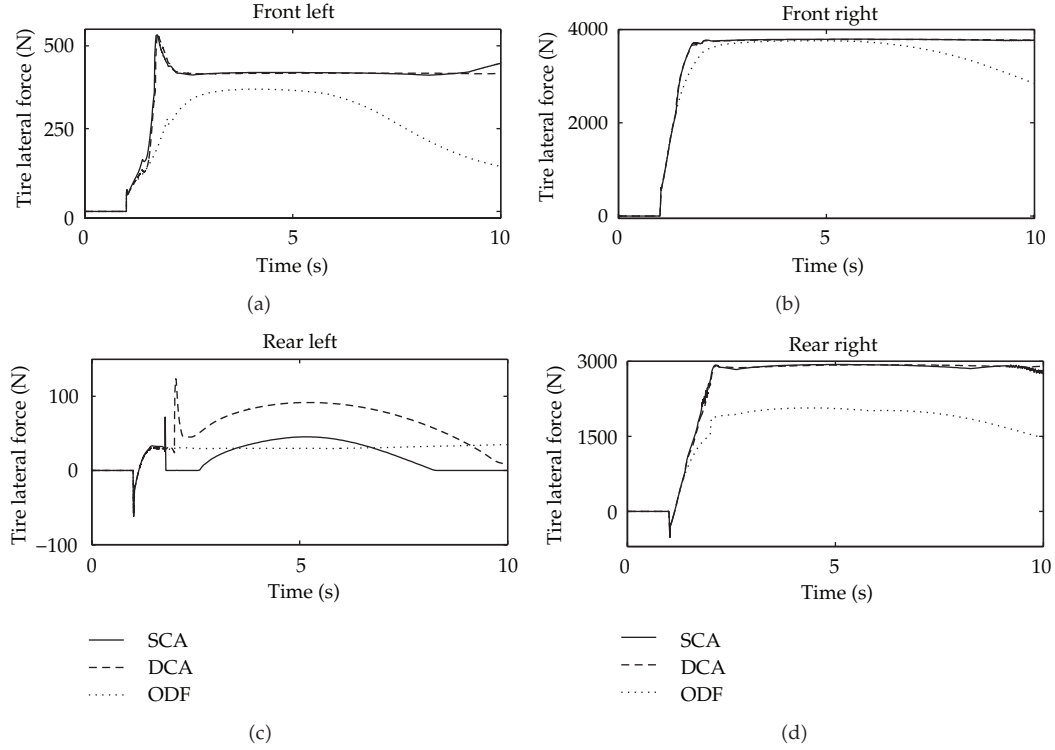 Front left
Tire lateral force (N)
500
250
0
0
5
10
Time (s)
(a)
Front right
Tire lateral force (N)
4000
2000
0
0
5
10
Time (s)
(b)
Rear left
Tire lateral force (N)
100
0
−100
0
5
10
Time (s)
SCA
DCA
ODF
(c)
Rear right
Tire lateral force (N)
3000
1500
0
0
5
10
Time (s)
SCA
DCA
ODF
(d)